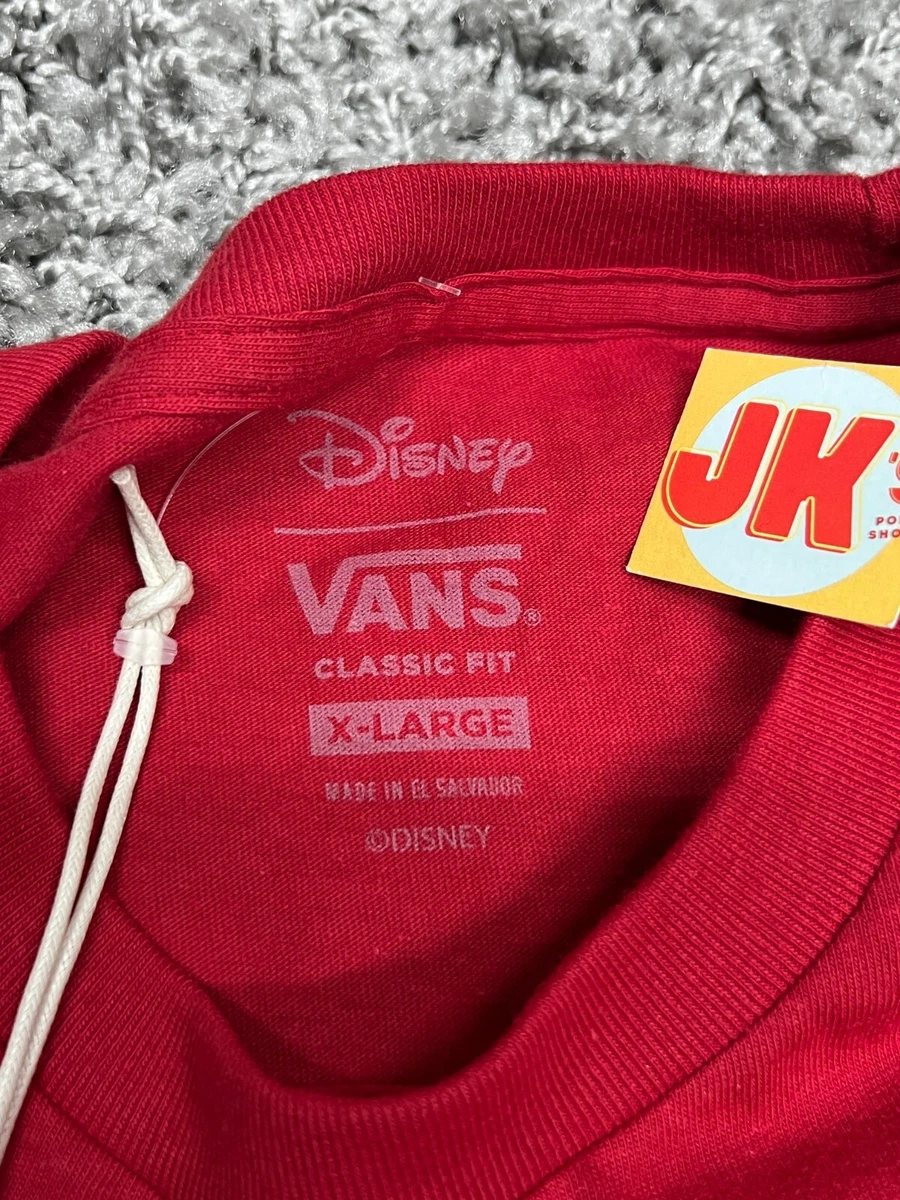 Disney
VANS®
CLASSIC FIT
X-LARGE
MADE IN EL SALVADOR
©DISNEY
JK'S